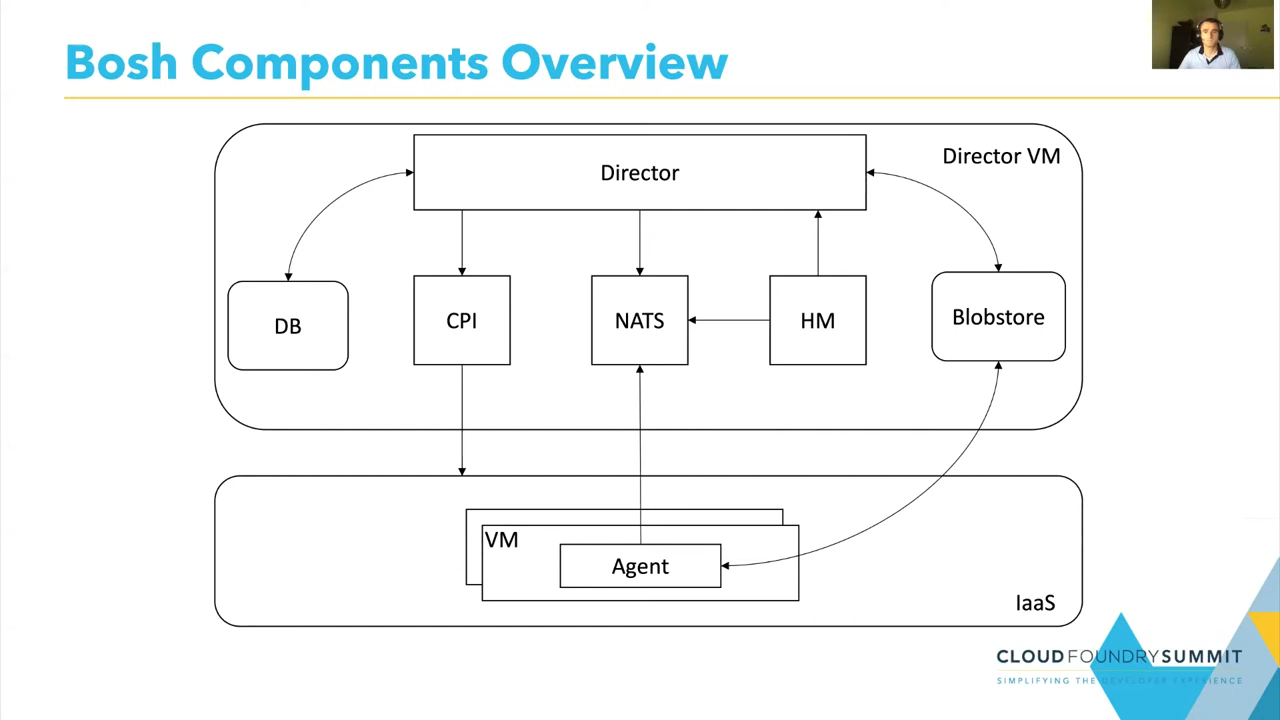 Bosh Components Overview
Director VM
Director
DB
CPI
NATS
HM
Blobstore
VM
Agent
IaaS
CLOUD FOUNDRY SUMMIT
SIMPLIFYING THE DEVELOPER EXPERIENCE